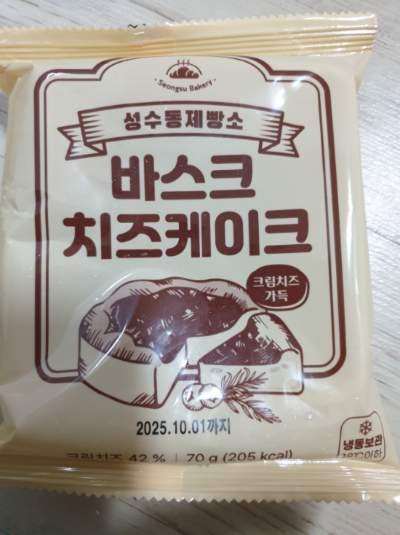 Seongsu Bakery
성수동제빵소
바스크
치즈케이크
크림치즈
가득
2025.10.01까지
크림치즈 42 % | 70 g (205 kcal)
냉동보관